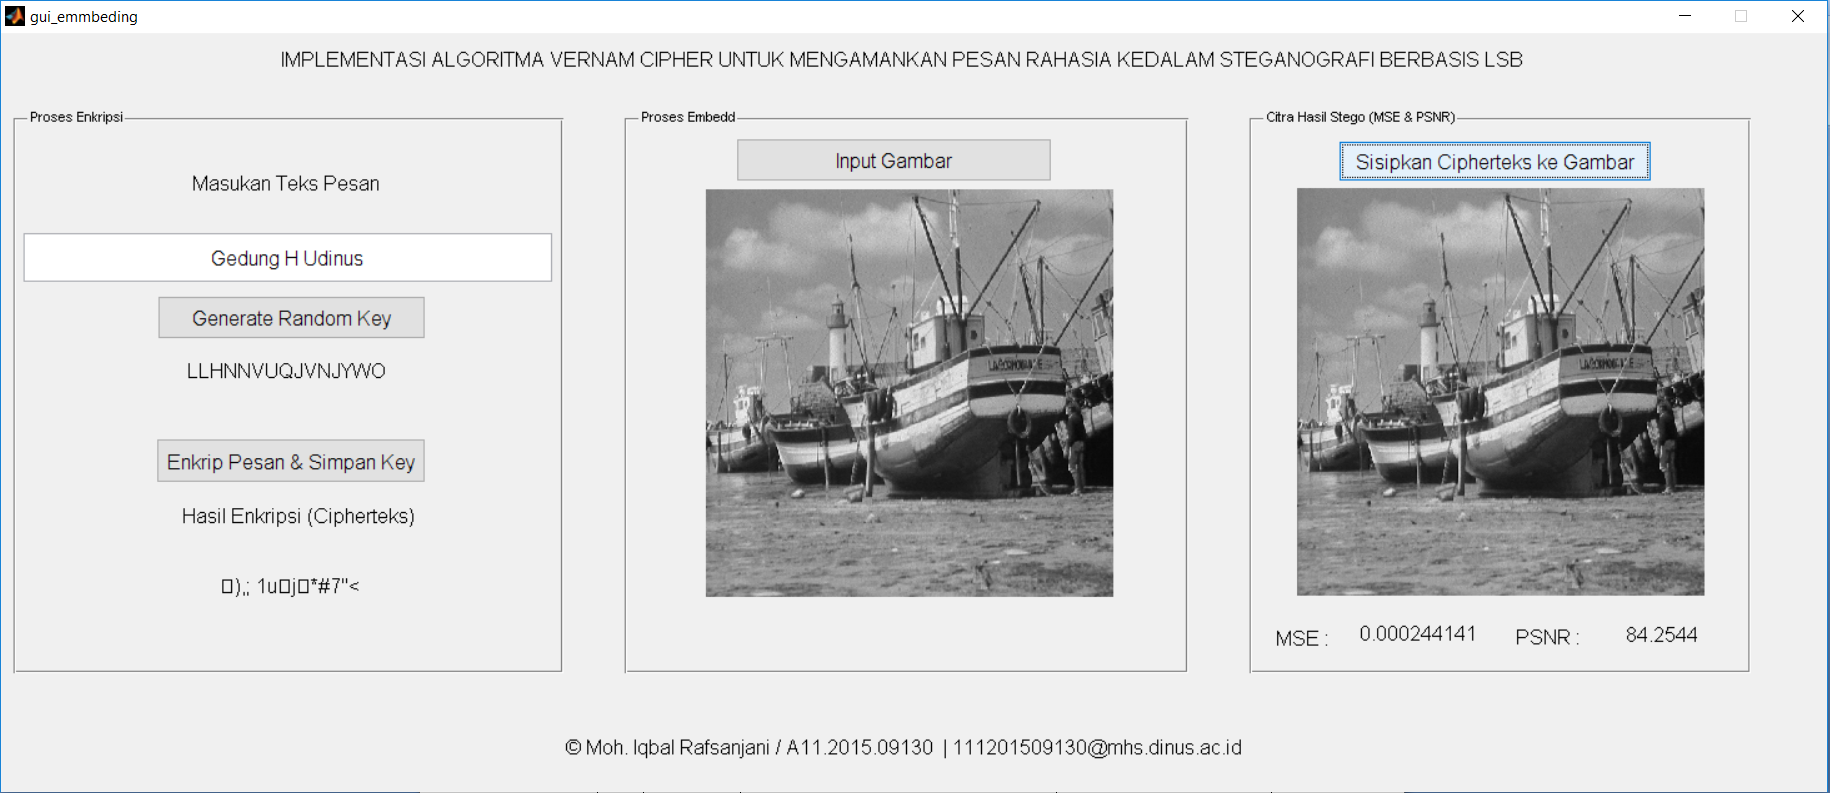 gui_emmbeding
IMPLEMENTASI ALGORITMA VERNAM CIPHER UNTUK MENGAMANKAN PESAN RAHASIA KEDALAM STEGANOGRAFI BERBASIS LSB
Proses Enkripsi
Masukan Teks Pesan
Gedung H Udinus
Generate Random Key
LLHNNVUQJVNJYWO
Enkrip Pesan & Simpan Key
Hasil Enkripsi (Cipherteks)
▯),; 1u▯j▯*#7"<
Proses Embedd
Input Gambar
Citra Hasil Stego (MSE & PSNR)
Sisipkan Cipherteks ke Gambar
MSE : 0.000244141 PSNR : 84.2544
© Moh. Iqbal Rafsanjani / A11.2015.09130 | 111201509130@mhs.dinus.ac.id